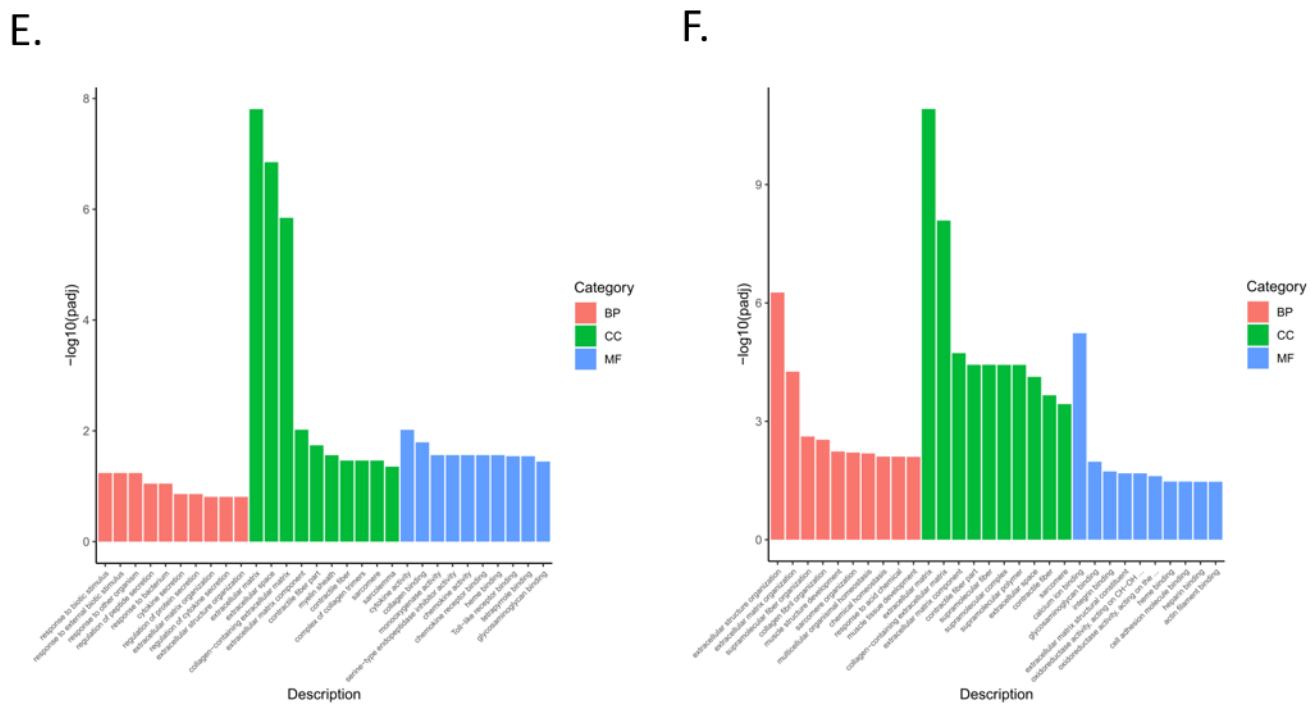 E.
F.
8
6
4
2
0
−log10(padj)
response to biotic stimulus
response to external biotic stimulus
response to other organism
regulation of peptide secretion
response to bacterium
cytokine secretion
regulation of protein secretion
extracellular matrix organization
regulation of cytokine secretion
extracellular structure organization
extracellular matrix
extracellular space
collagen−containing extracellular matrix
extracellular matrix component
contractile fiber part
myelin sheath
contractile fiber
complex of collagen trimers
sarcomere
sarcolemma
cytokine activity
collagen binding
monooxygenase activity
serine−type endopeptidase inhibitor activity
chemokine activity
chemokine receptor binding
heme binding
Toll−like receptor binding
tetrapyrrole binding
glycosaminoglycan binding
Description
Category
BP
CC
MF
9
6
3
0
−log10(padj)
extracellular structure organization
extracellular matrix organization
supramolecular fiber organization
collagen fibril organization
muscle structure development
sarcomere organization
multicellular organismal homeostasis
chemical homeostasis
response to acid chemical
muscle tissue development
extracellular matrix
collagen−containing extracellular matrix
extracellular matrix component
contractile fiber part
supramolecular fiber
supramolecular complex
supramolecular polymer
extracellular space
contractile fiber
sarcomere
calcium ion binding
glycosaminoglycan binding
integrin binding
extracellular matrix structural constituent
oxidoreductase activity, acting on CH−OH ···
oxidoreductase activity, acting on the ···
heme binding
cell adhesion molecule binding
heparin binding
actin filament binding
Description
Category
BP
CC
MF